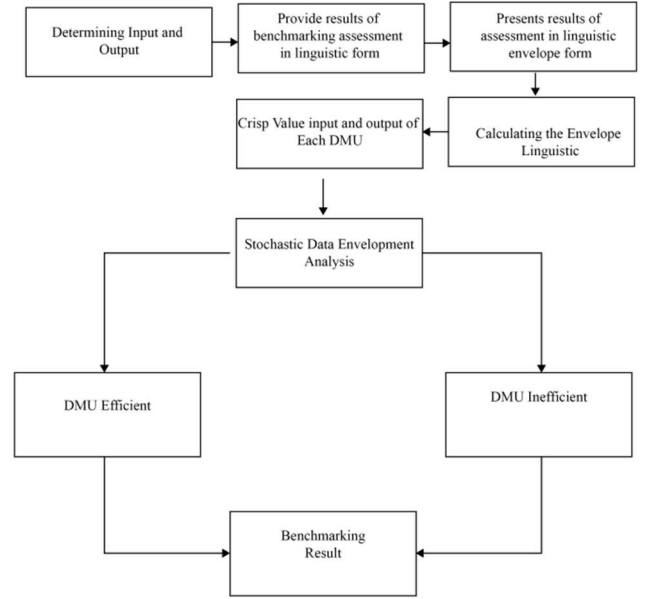 Determining Input and
Output
Provide results of
benchmarking assessment
in linguistic form
Presents results of
assessment in linguistic
envelope form
Calculating the Envelope
Linguistic
Crisp Value input and output of
Each DMU
Stochastic Data Envelopment
Analysis
DMU Efficient
DMU Inefficient
Benchmarking
Result